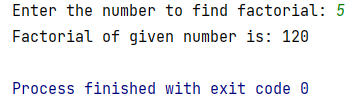 Enter the number to find factorial: 5
Factorial of given number is: 120
Process finished with exit code 0